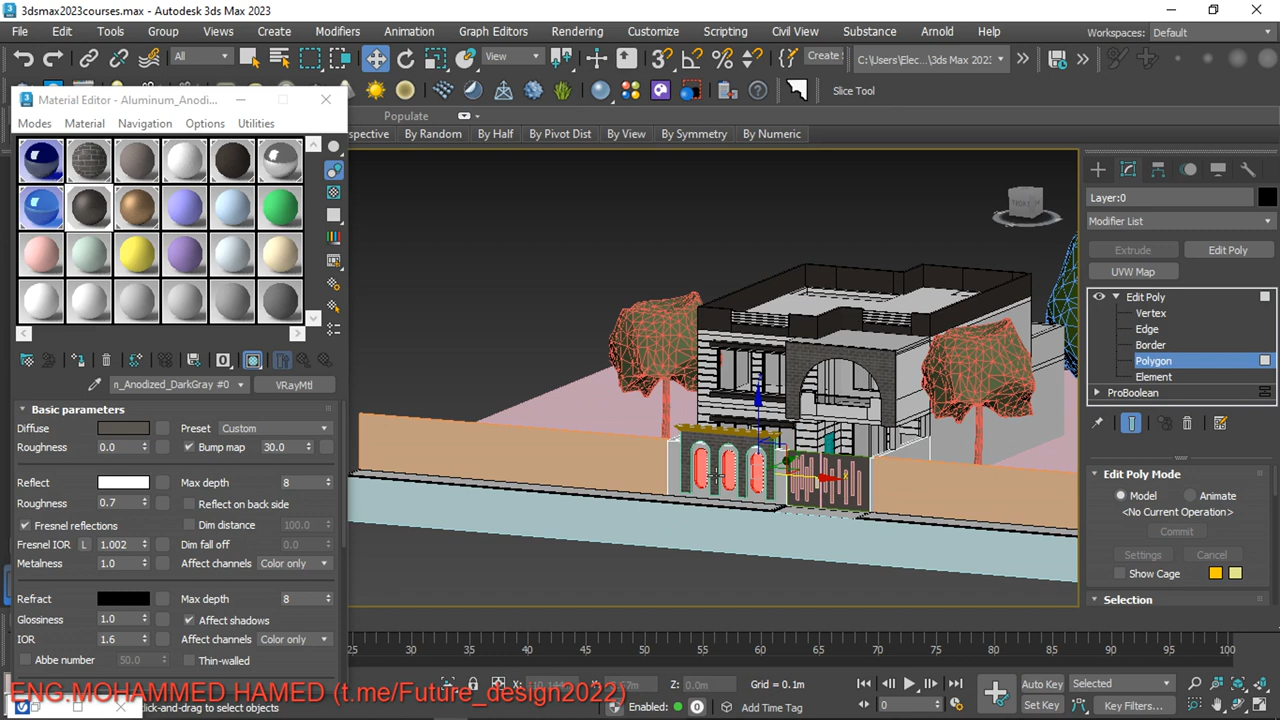 3dsmax2023courses.max - Autodesk 3ds Max 2023
File Edit Tools Group Views Create Modifiers Animation Graph Editors Rendering Customize Scripting Civil View Substance Arnold Help Workspaces: Default
All View Create C:\Users\Elec... \3ds Max 2023
Slice Tool
Populate
By Random By Half By Pivot Dist By View By Symmetry By Numeric
Material Editor - Aluminum_Anodi...
Modes Material Navigation Options Utilities
n_Anodized_DarkGray #0 VRayMtl
Basic parameters
Diffuse Preset Custom
Roughness 0.0 Bump map 30.0
Reflect Max depth 8
Roughness 0.7 Reflect on back side
Fresnel reflections Dim distance 100.0
Fresnel IOR L 1.002 Dim fall off 0.0
Metalness 1.0 Affect channels Color only
Refract Max depth 8
Glossiness 1.0 Affect shadows
IOR 1.6 Affect channels Color only
Abbe number 50.0 Thin-walled
Layer:0
Modifier List
Extrude Edit Poly
UVW Map
Edit Poly
Vertex
Edge
Border
Polygon
Element
ProBoolean
Edit Poly Mode
Model Animate
<No Current Operation>
Commit
Settings Cancel
Show Cage
Selection
25 30 35 40 45 50 55 60 65 70 75 80 85 90 95 100
X: Y: Z: 0.0m Grid = 0.1m
Auto Key Selected
Enabled: 0 Add Time Tag
0 Set Key Key Filters...
ENG.MOHAMMED HAMED (t.me/Future_design2022)
click-and-drag to select objects